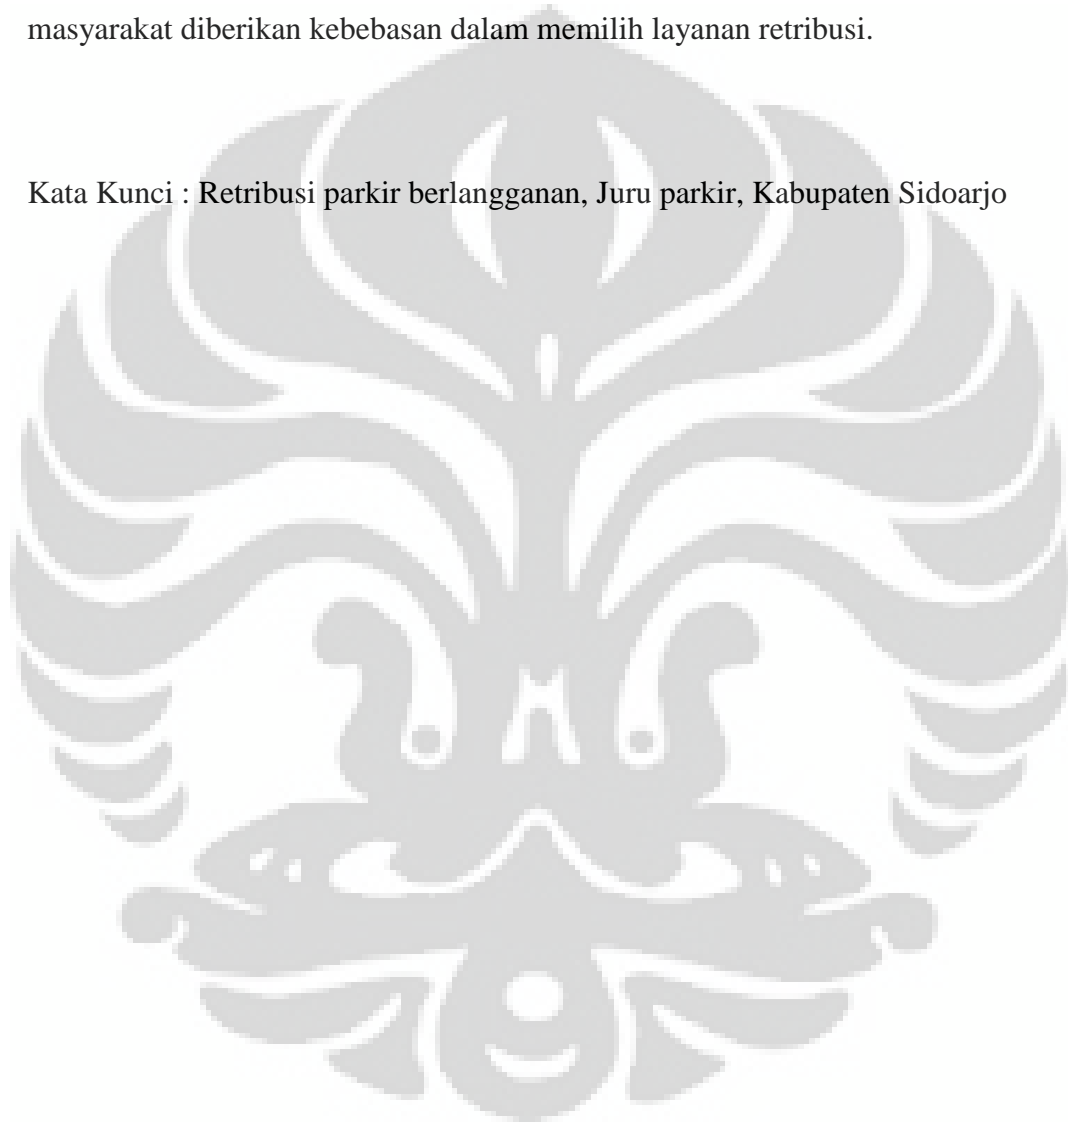 masyarakat diberikan kebebasan dalam memilih layanan retribusi.
Kata Kunci : Retribusi parkir berlangganan, Juru parkir, Kabupaten Sidoarjo